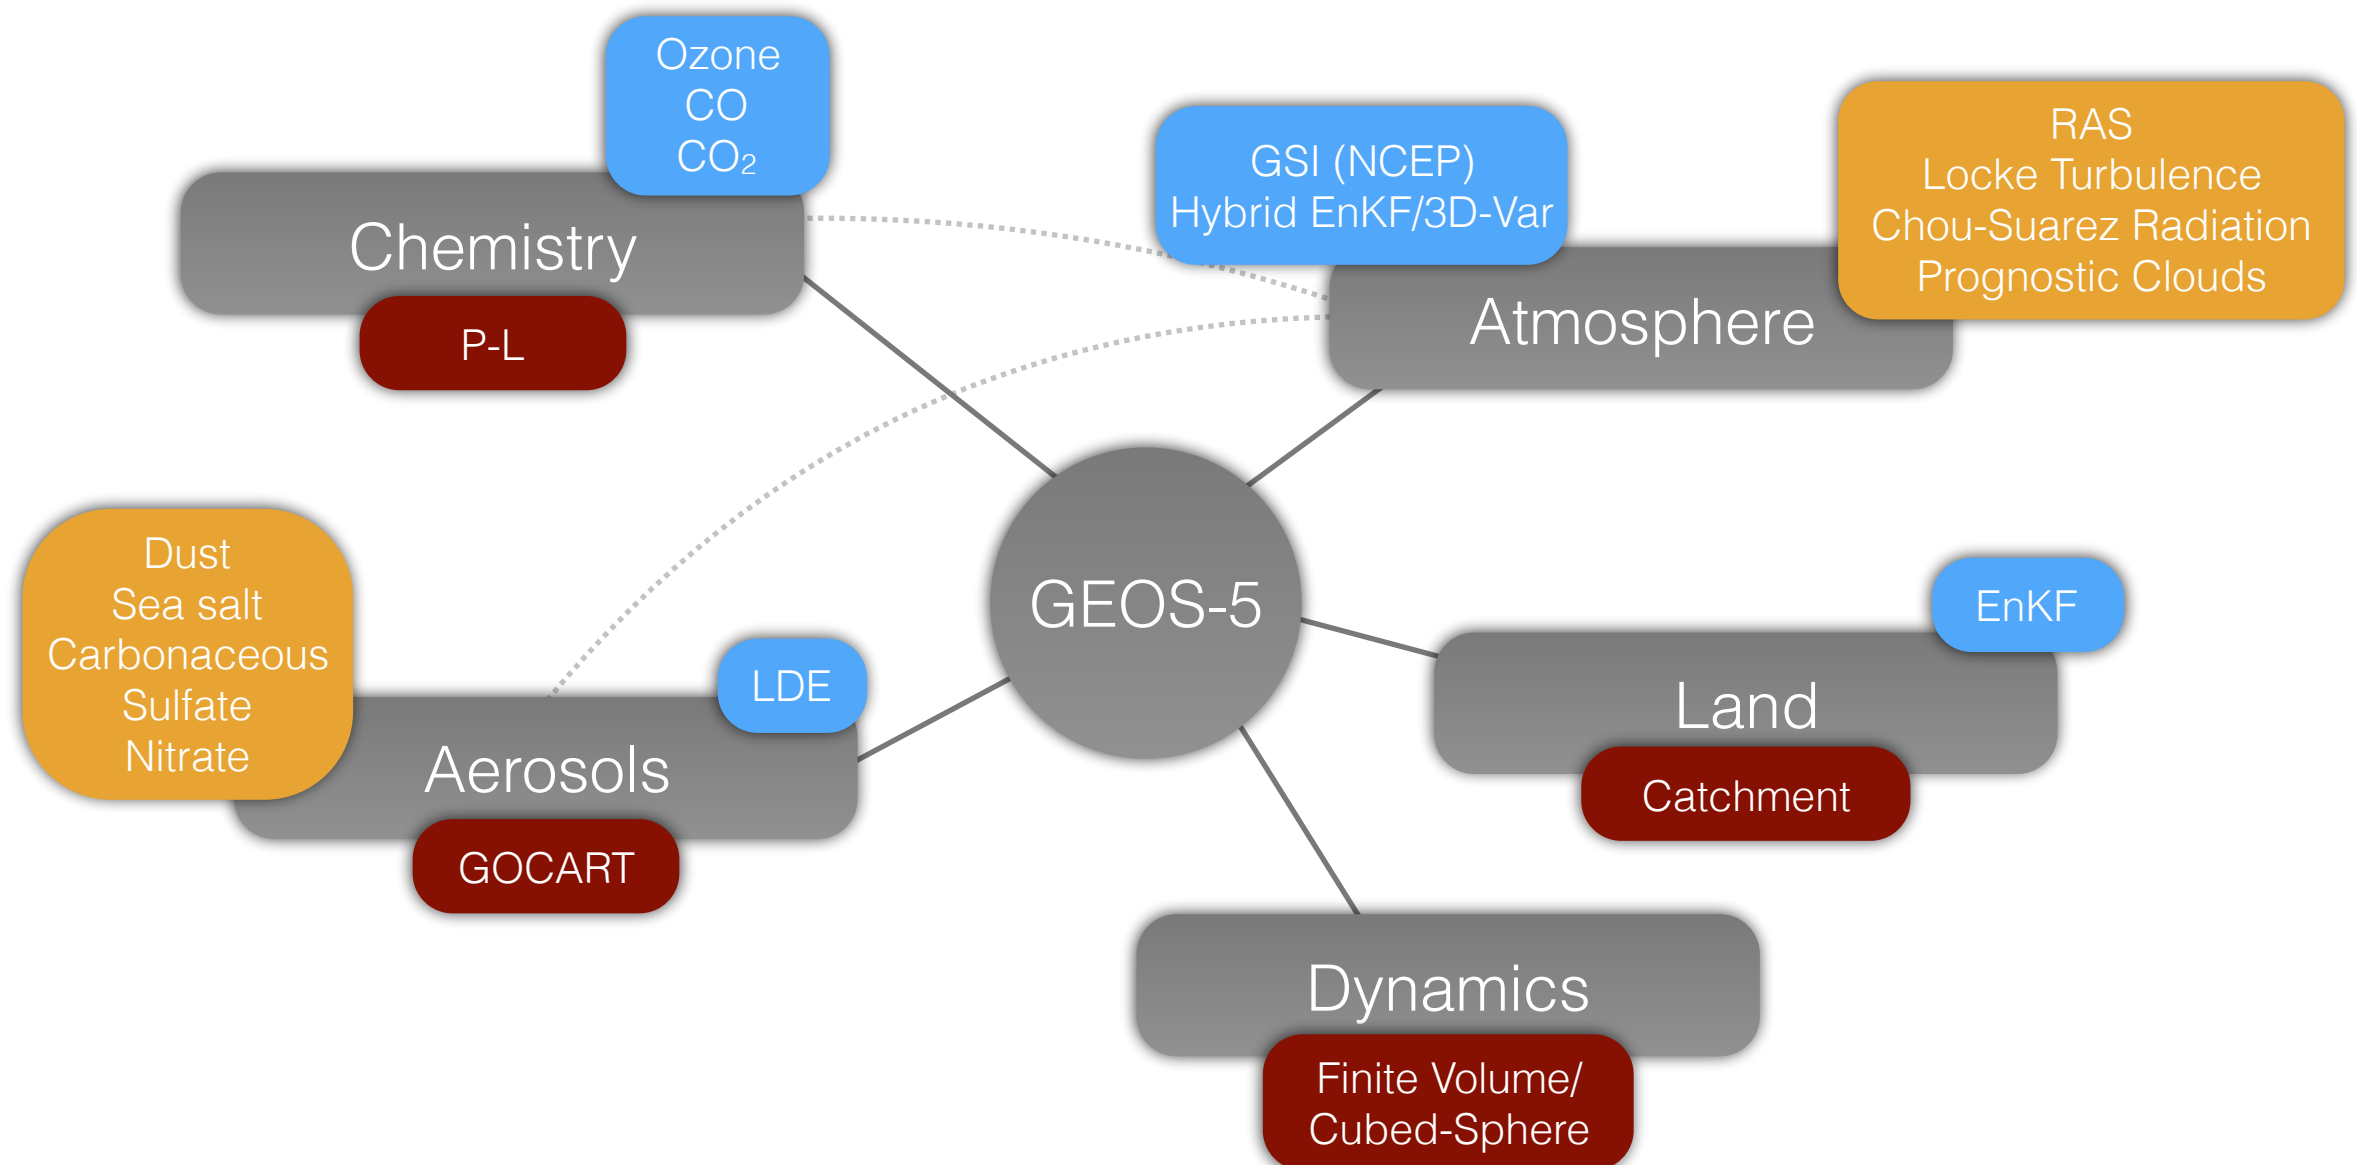 Ozone
CO
CO₂
Chemistry
P-L
GSI (NCEP)
Hybrid EnKF/3D-Var
RAS
Locke Turbulence
Chou-Suarez Radiation
Prognostic Clouds
Atmosphere
GEOS-5
Dust
Sea salt
Carbonaceous
Sulfate
Nitrate
LDE
Aerosols
GOCART
EnKF
Land
Catchment
Dynamics
Finite Volume/
Cubed-Sphere